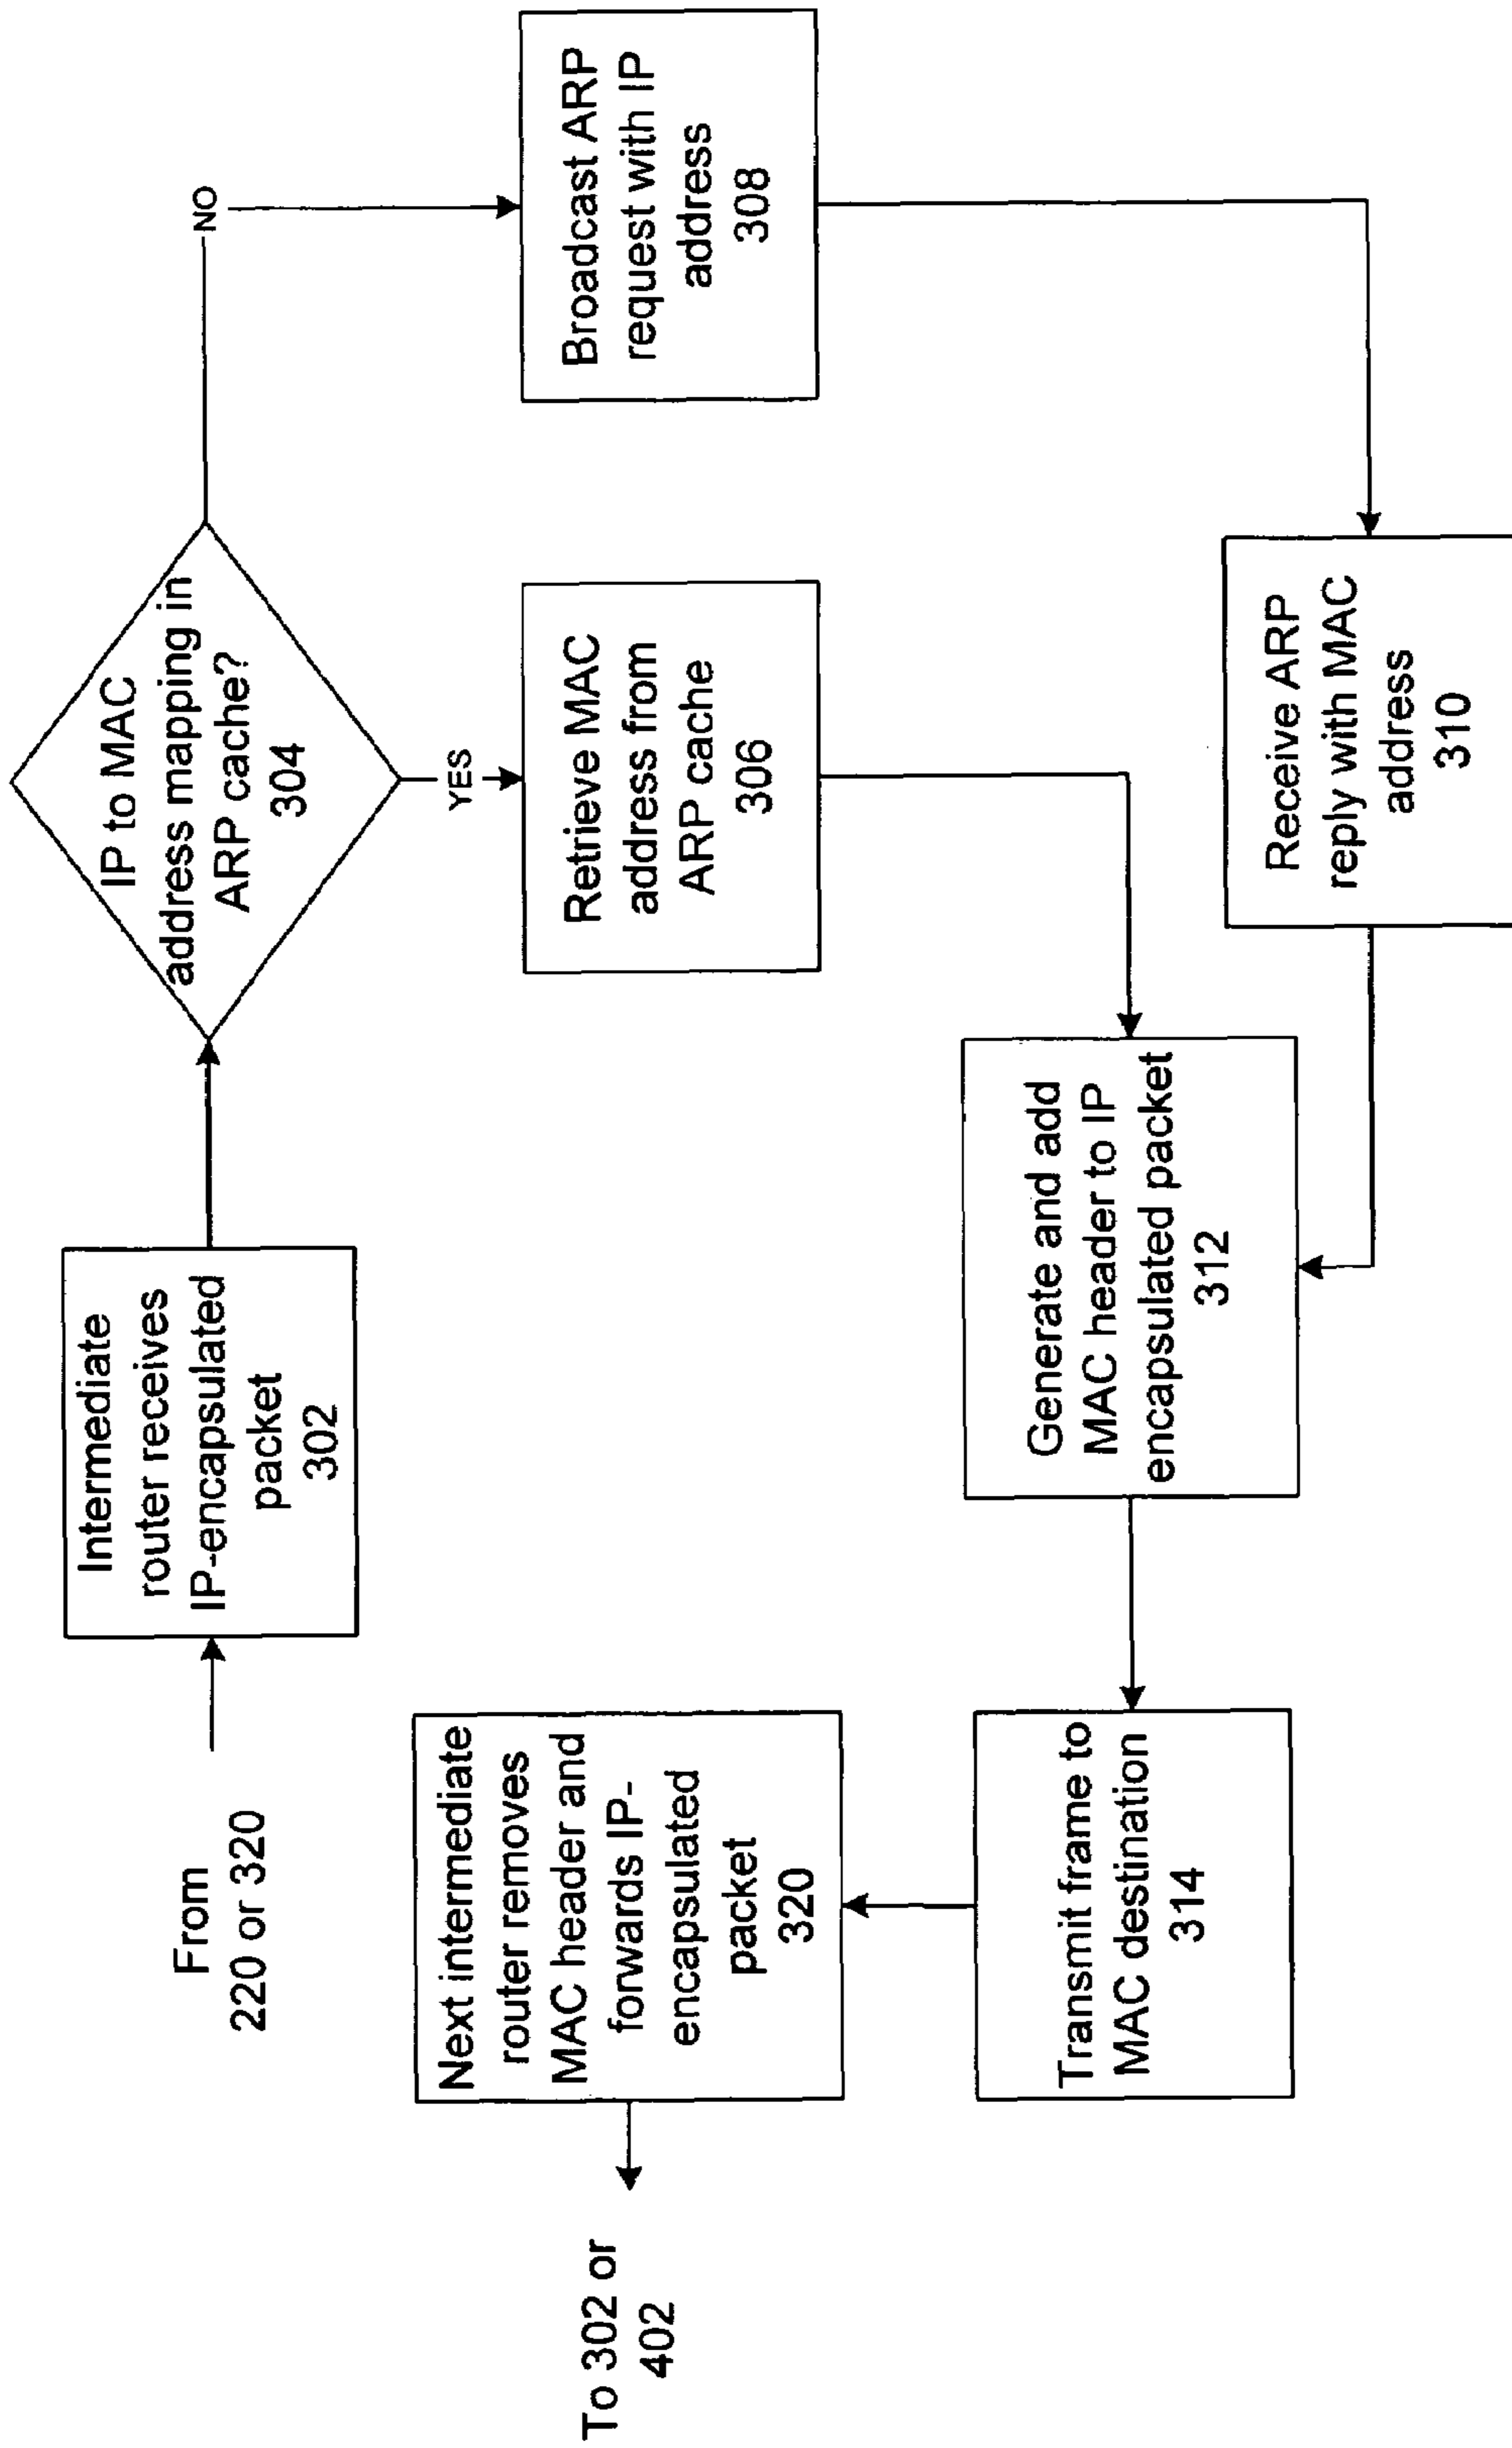 From
220 or 320
Intermediate
router receives
IP-encapsulated
packet
302
IP to MAC
address mapping in
ARP cache?
304
YES
NO
Retrieve MAC
address from
ARP cache
306
Broadcast ARP
request with IP
address
308
Receive ARP
reply with MAC
address
310
Generate and add
MAC header to IP
encapsulated packet
312
Transmit frame to
MAC destination
314
Next intermediate
router removes
MAC header and
forwards IP-
encapsulated
packet
320
To 302 or
402